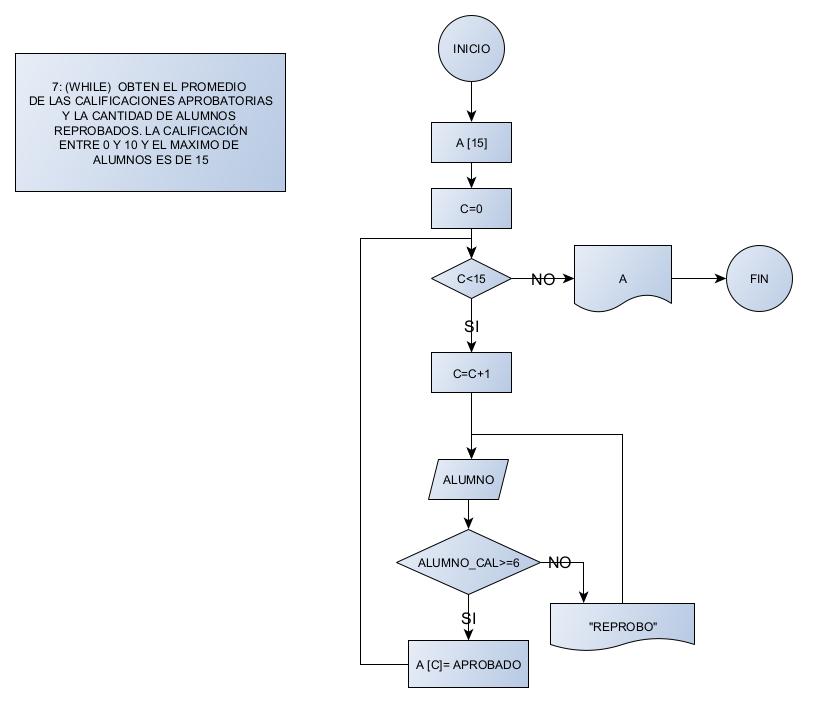 INICIO
7: (WHILE) OBTEN EL PROMEDIO
DE LAS CALIFICACIONES APROBATORIAS
Y LA CANTIDAD DE ALUMNOS
REPROBADOS. LA CALIFICACIÓN
ENTRE 0 Y 10 Y EL MAXIMO DE
ALUMNOS ES DE 15
A [15]
C=0
C<15
NO
A
FIN
SI
C=C+1
ALUMNO
ALUMNO_CAL>=6
NO
SI
"REPROBO"
A [C]= APROBADO